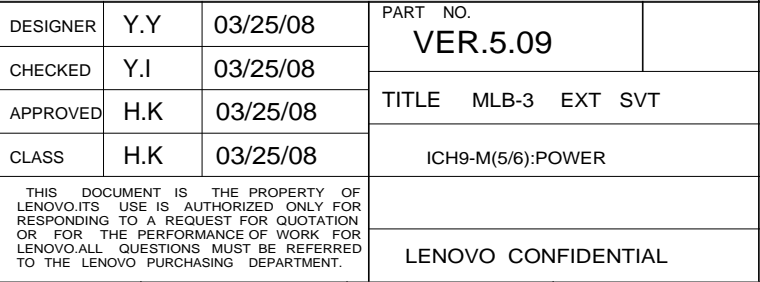 DESIGNER Y.Y 03/25/08
CHECKED Y.I 03/25/08
APPROVED H.K 03/25/08
CLASS H.K 03/25/08
THIS DOCUMENT IS THE PROPERTY OF
LENOVO.ITS USE IS AUTHORIZED ONLY FOR
RESPONDING TO A REQUEST FOR QUOTATION
OR FOR THE PERFORMANCE OF WORK FOR
LENOVO.ALL QUESTIONS MUST BE REFERRED
TO THE LENOVO PURCHASING DEPARTMENT.
PART NO.
VER.5.09
TITLE MLB-3 EXT SVT
ICH9-M(5/6):POWER
LENOVO CONFIDENTIAL